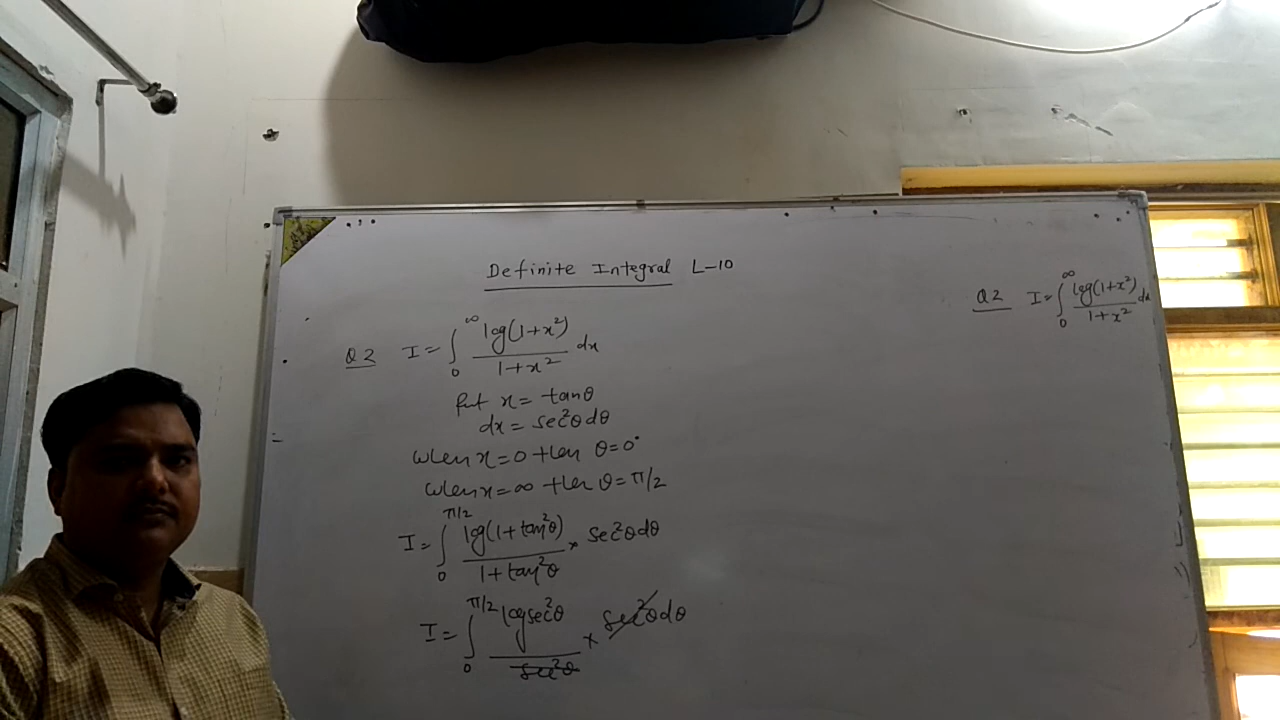 Definite Integral L-10
Q2 I = ∫₀^∞ log(1+x²)/(1+x²) dx
Put x = tanθ
dx = sec²θ dθ
when x = 0 then θ = 0°
when x = ∞ then θ = π/2
I = ∫₀^(π/2) log(1+tan²θ)/(1+tan²θ) × sec²θ dθ
I = ∫₀^(π/2) log sec²θ/sec²θ × sec²θ dθ
Q2 I = ∫₀^∞ log(1+x²)/(1+x²) dx